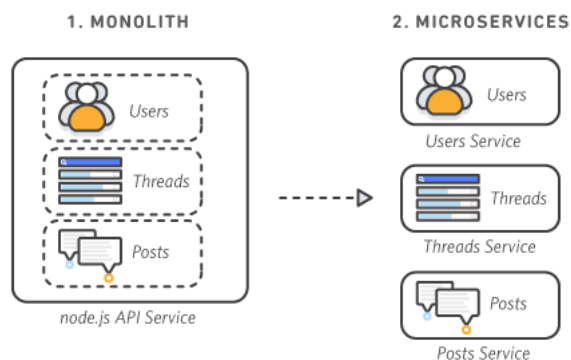 1. MONOLITH
Users
Threads
Posts
node.js API Service
2. MICROSERVICES
Users
Users Service
Threads
Threads Service
Posts
Posts Service